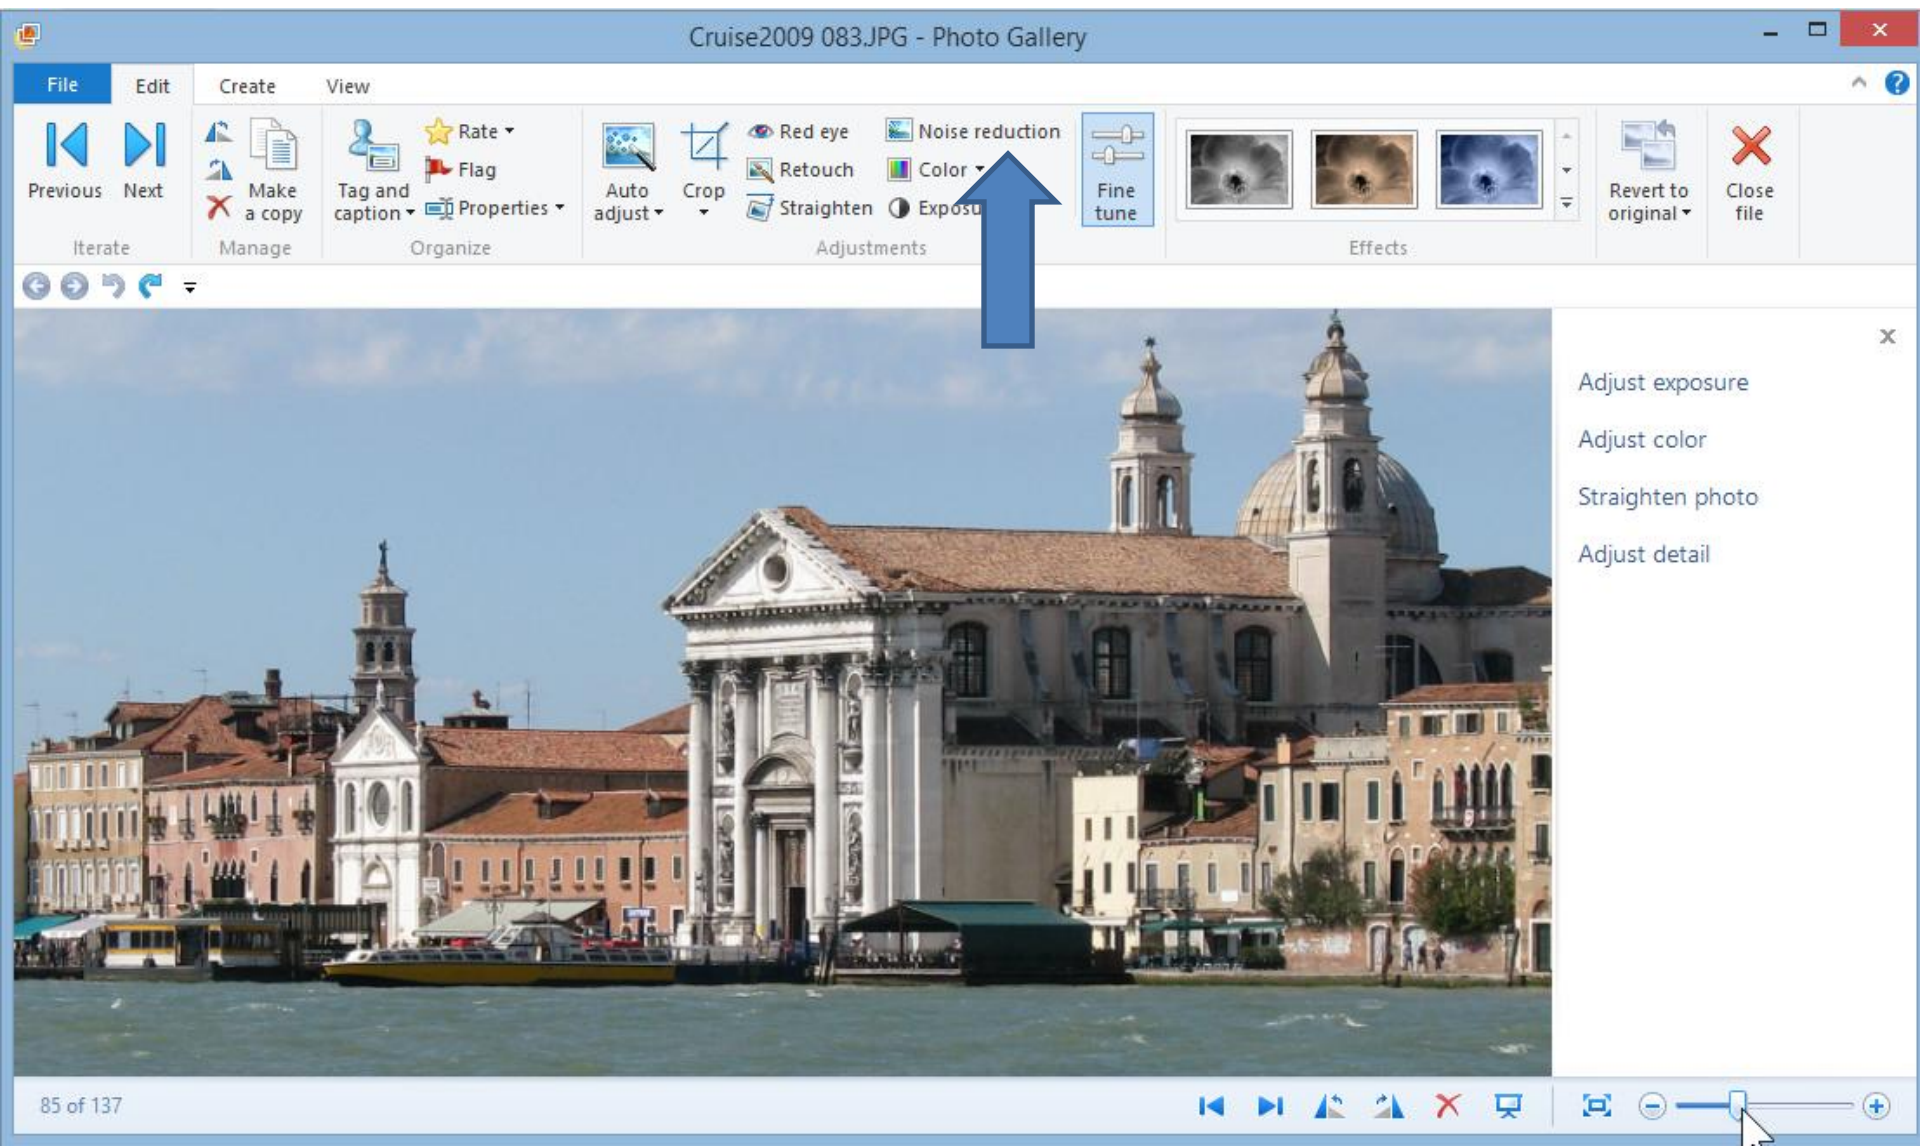 Cruise2009 083.JPG - Photo Gallery
File Edit Create View
Previous Next
Make a copy
Tag and caption
Rate
Flag
Properties
Auto adjust
Crop
Red eye
Retouch
Straighten
Noise reduction
Color
Fine tune
Revert to original
Close file
Iterate Manage Organize Adjustments Effects
Adjust exposure
Adjust color
Straighten photo
Adjust detail
85 of 137